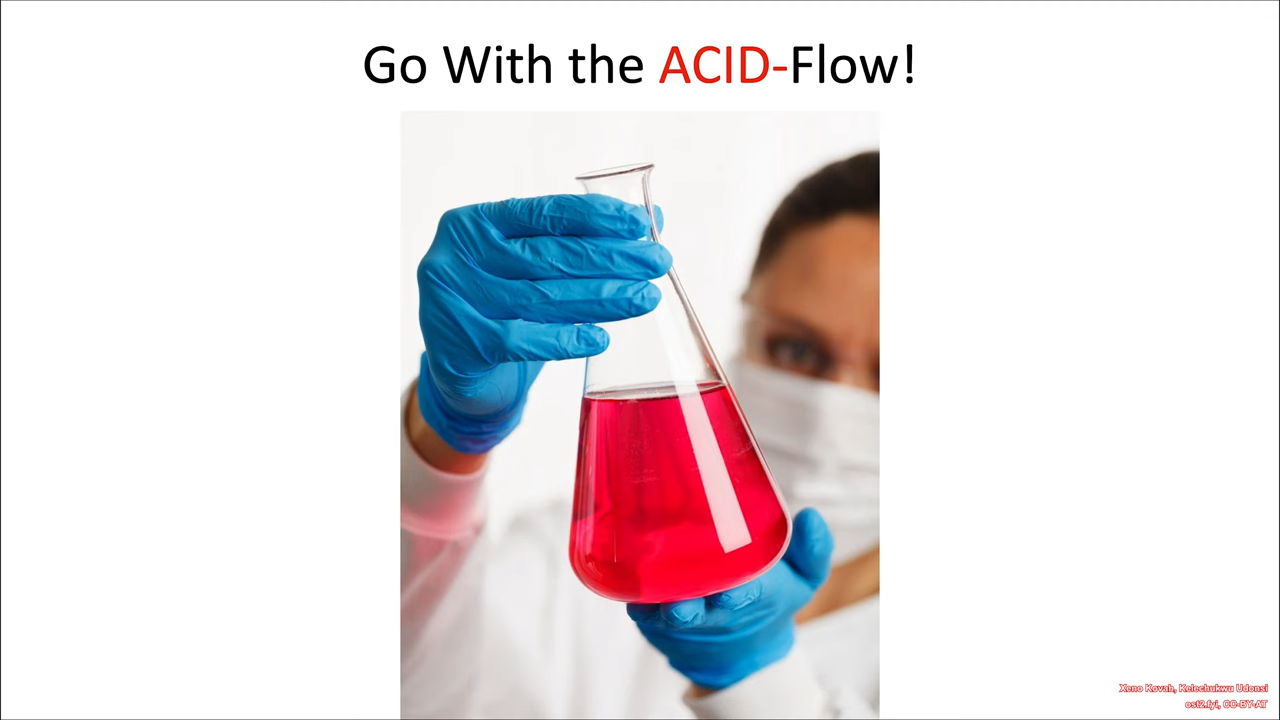 Go With the ACID-Flow!
Xeno Kovah, Kelechukwu Udonsi
ost2.fyi, CC-BY-AT